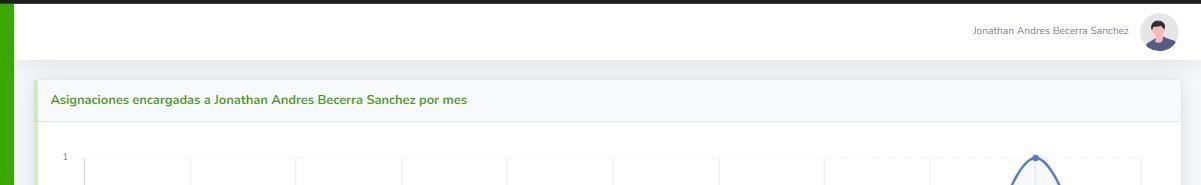 Jonathan Andres Becerra Sanchez
Asignaciones encargadas a Jonathan Andres Becerra Sanchez por mes
1